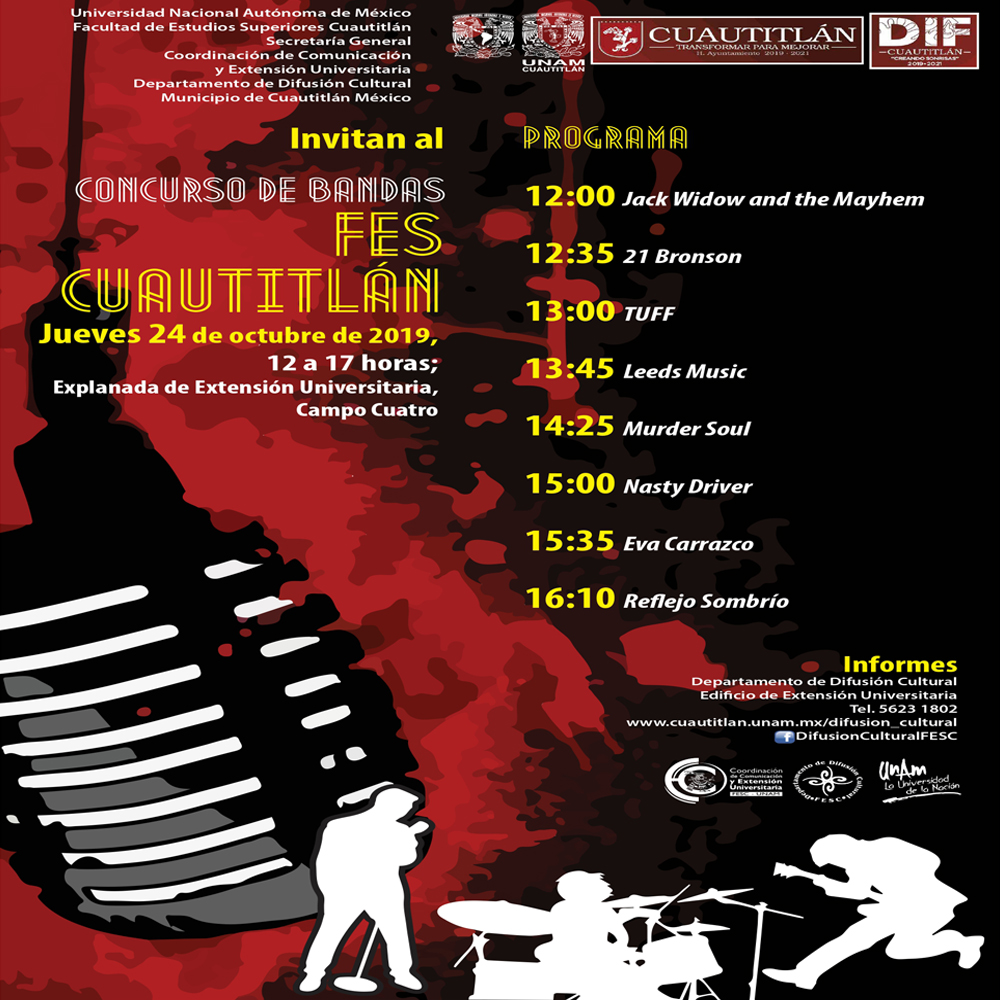 Universidad Nacional Autónoma de México
Facultad de Estudios Superiores Cuautitlán
Secretaría General
Coordinación de Comunicación
y Extensión Universitaria
Departamento de Difusión Cultural
Municipio de Cuautitlán México
UNAM
CUAUTITLÁN
CUAUTITLÁN
TRANSFORMAR PARA MEJORAR
H. Ayuntamiento 2019 - 2021
DIF
CUAUTITLÁN
"CREANDO SONRISAS"
2019-2021
Invitan al
CONCURSO DE BANDAS
FES
CUAUTITLÁN
Jueves 24 de octubre de 2019,
12 a 17 horas;
Explanada de Extensión Universitaria,
Campo Cuatro
PROGRAMA
12:00 Jack Widow and the Mayhem
12:35 21 Bronson
13:00 TUFF
13:45 Leeds Music
14:25 Murder Soul
15:00 Nasty Driver
15:35 Eva Carrazco
16:10 Reflejo Sombrío
Informes
Departamento de Difusión Cultural
Edificio de Extensión Universitaria
Tel. 5623 1802
www.cuautitlan.unam.mx/difusion_cultural
DifusionCulturalFESC
Coordinación
de Comunicación
y Extensión
Universitaria
FESC - UNAM
Departamento de Difusión Cultural
FESC
UNAM
La Universidad
de la Nación